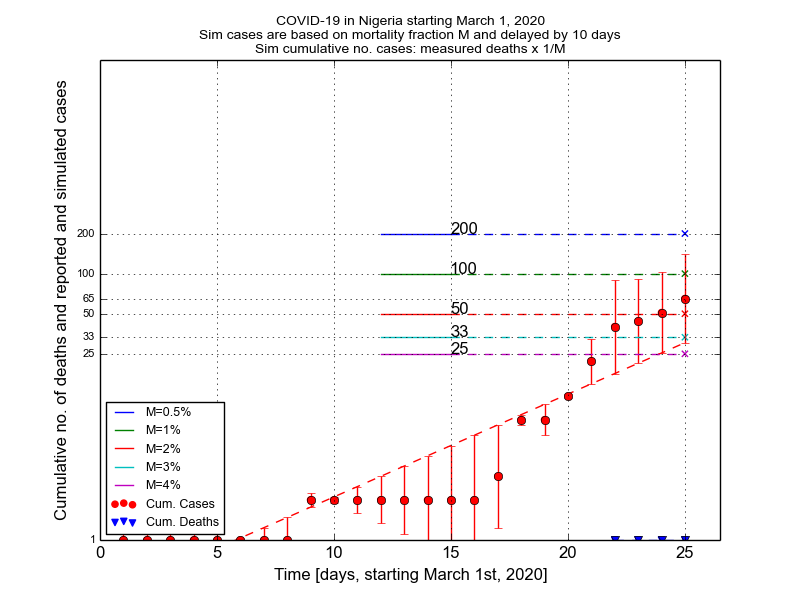 COVID-19 in Nigeria starting March 1, 2020
Sim cases are based on mortality fraction M and delayed by 10 days
Sim cumulative no. cases: measured deaths x 1/M
Cumulative no. of deaths and reported and simulated cases
200
100
65
50
33
25
1
200
100
50
33
25
M=0.5%
M=1%
M=2%
M=3%
M=4%
Cum. Cases
Cum. Deaths
0 5 10 15 20 25
Time [days, starting March 1st, 2020]